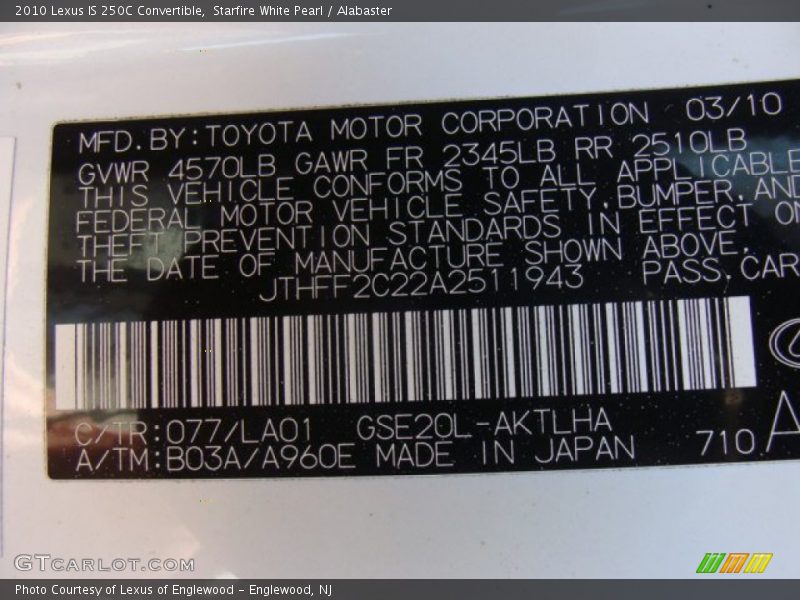 2010 Lexus IS 250C Convertible, Starfire White Pearl / Alabaster
MFD.BY:TOYOTA MOTOR CORPORATION 03/10
GVWR 4570LB GAWR FR 2345LB RR 2510LB
THIS VEHICLE CONFORMS TO ALL APPLICABLE
FEDERAL MOTOR VEHICLE SAFETY,BUMPER,AND
THEFT PREVENTION STANDARDS IN EFFECT ON
THE DATE OF MANUFACTURE SHOWN ABOVE.
JTHFF2C22A2511943 PASS.CAR
C/TR:077/LA01 GSE20L-AKTLHA
A/TM:B03A/A960E MADE IN JAPAN 710 A
GTCARLOT.COM
Photo Courtesy of Lexus of Englewood – Englewood, NJ